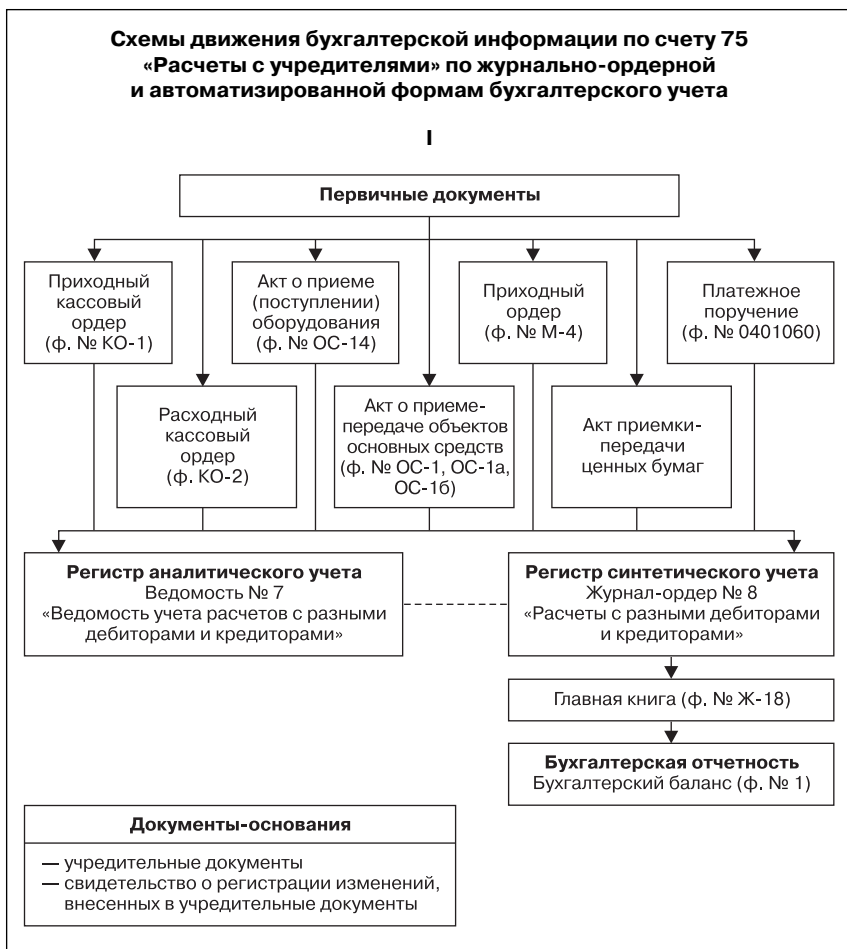 Схемы движения бухгалтерской информации по счету 75
«Расчеты с учредителями» по журнально-ордерной
и автоматизированной формам бухгалтерского учета
I
Первичные документы
Приходный
кассовый
ордер
(ф. № КО-1)
Акт о приеме
(поступлении)
оборудования
(ф. № ОС-14)
Приходный
ордер
(ф. № М-4)
Платежное
поручение
(ф. № 0401060)
Расходный
кассовый
ордер
(ф. КО-2)
Акт о приеме-
передаче объектов
основных средств
(ф. № ОС-1, ОС-1а,
ОС-1б)
Акт приемки-
передачи
ценных бумаг
Регистр аналитического учета
Ведомость № 7
«Ведомость учета расчетов с разными
дебиторами и кредиторами»
Регистр синтетического учета
Журнал-ордер № 8
«Расчеты с разными дебиторами
и кредиторами»
Главная книга (ф. № Ж-18)
Бухгалтерская отчетность
Бухгалтерский баланс (ф. № 1)
Документы-основания
— учредительные документы
— свидетельство о регистрации изменений,
внесенных в учредительные документы